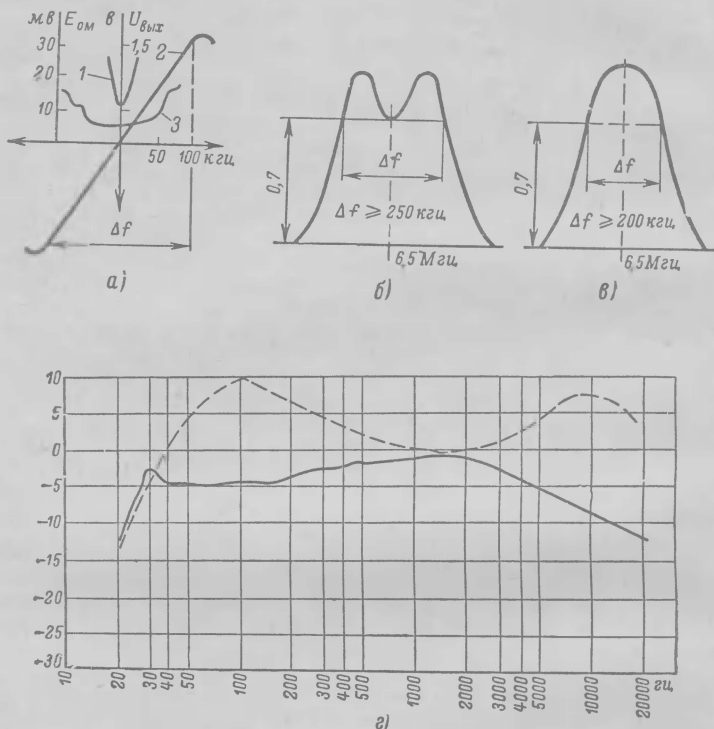 мв Eом в Uвых
30 1,5 2
20 1
10 3
50 100 кгц
Δf
а)
0,7
Δf
Δf ≥ 250 кгц
6,5 Мгц
б)
0,7
Δf
Δf ≥ 200 кгц
6,5 Мгц
в)
10
5
0
-5
-10
-15
-20
-25
-30
10 20 30 40 100 200 300 400 500 1000 2000 3000 4000 5000 10000 20000 гц
г)